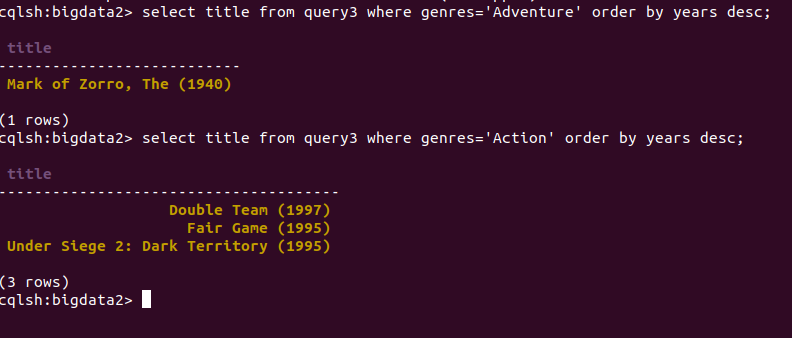 cqlsh:bigdata2> select title from query3 where genres='Adventure' order by years desc;
title
---------------------------
Mark of Zorro, The (1940)
(1 rows)
cqlsh:bigdata2> select title from query3 where genres='Action' order by years desc;
title
--------------------------------------
Double Team (1997)
Fair Game (1995)
Under Siege 2: Dark Territory (1995)
(3 rows)
cqlsh:bigdata2>